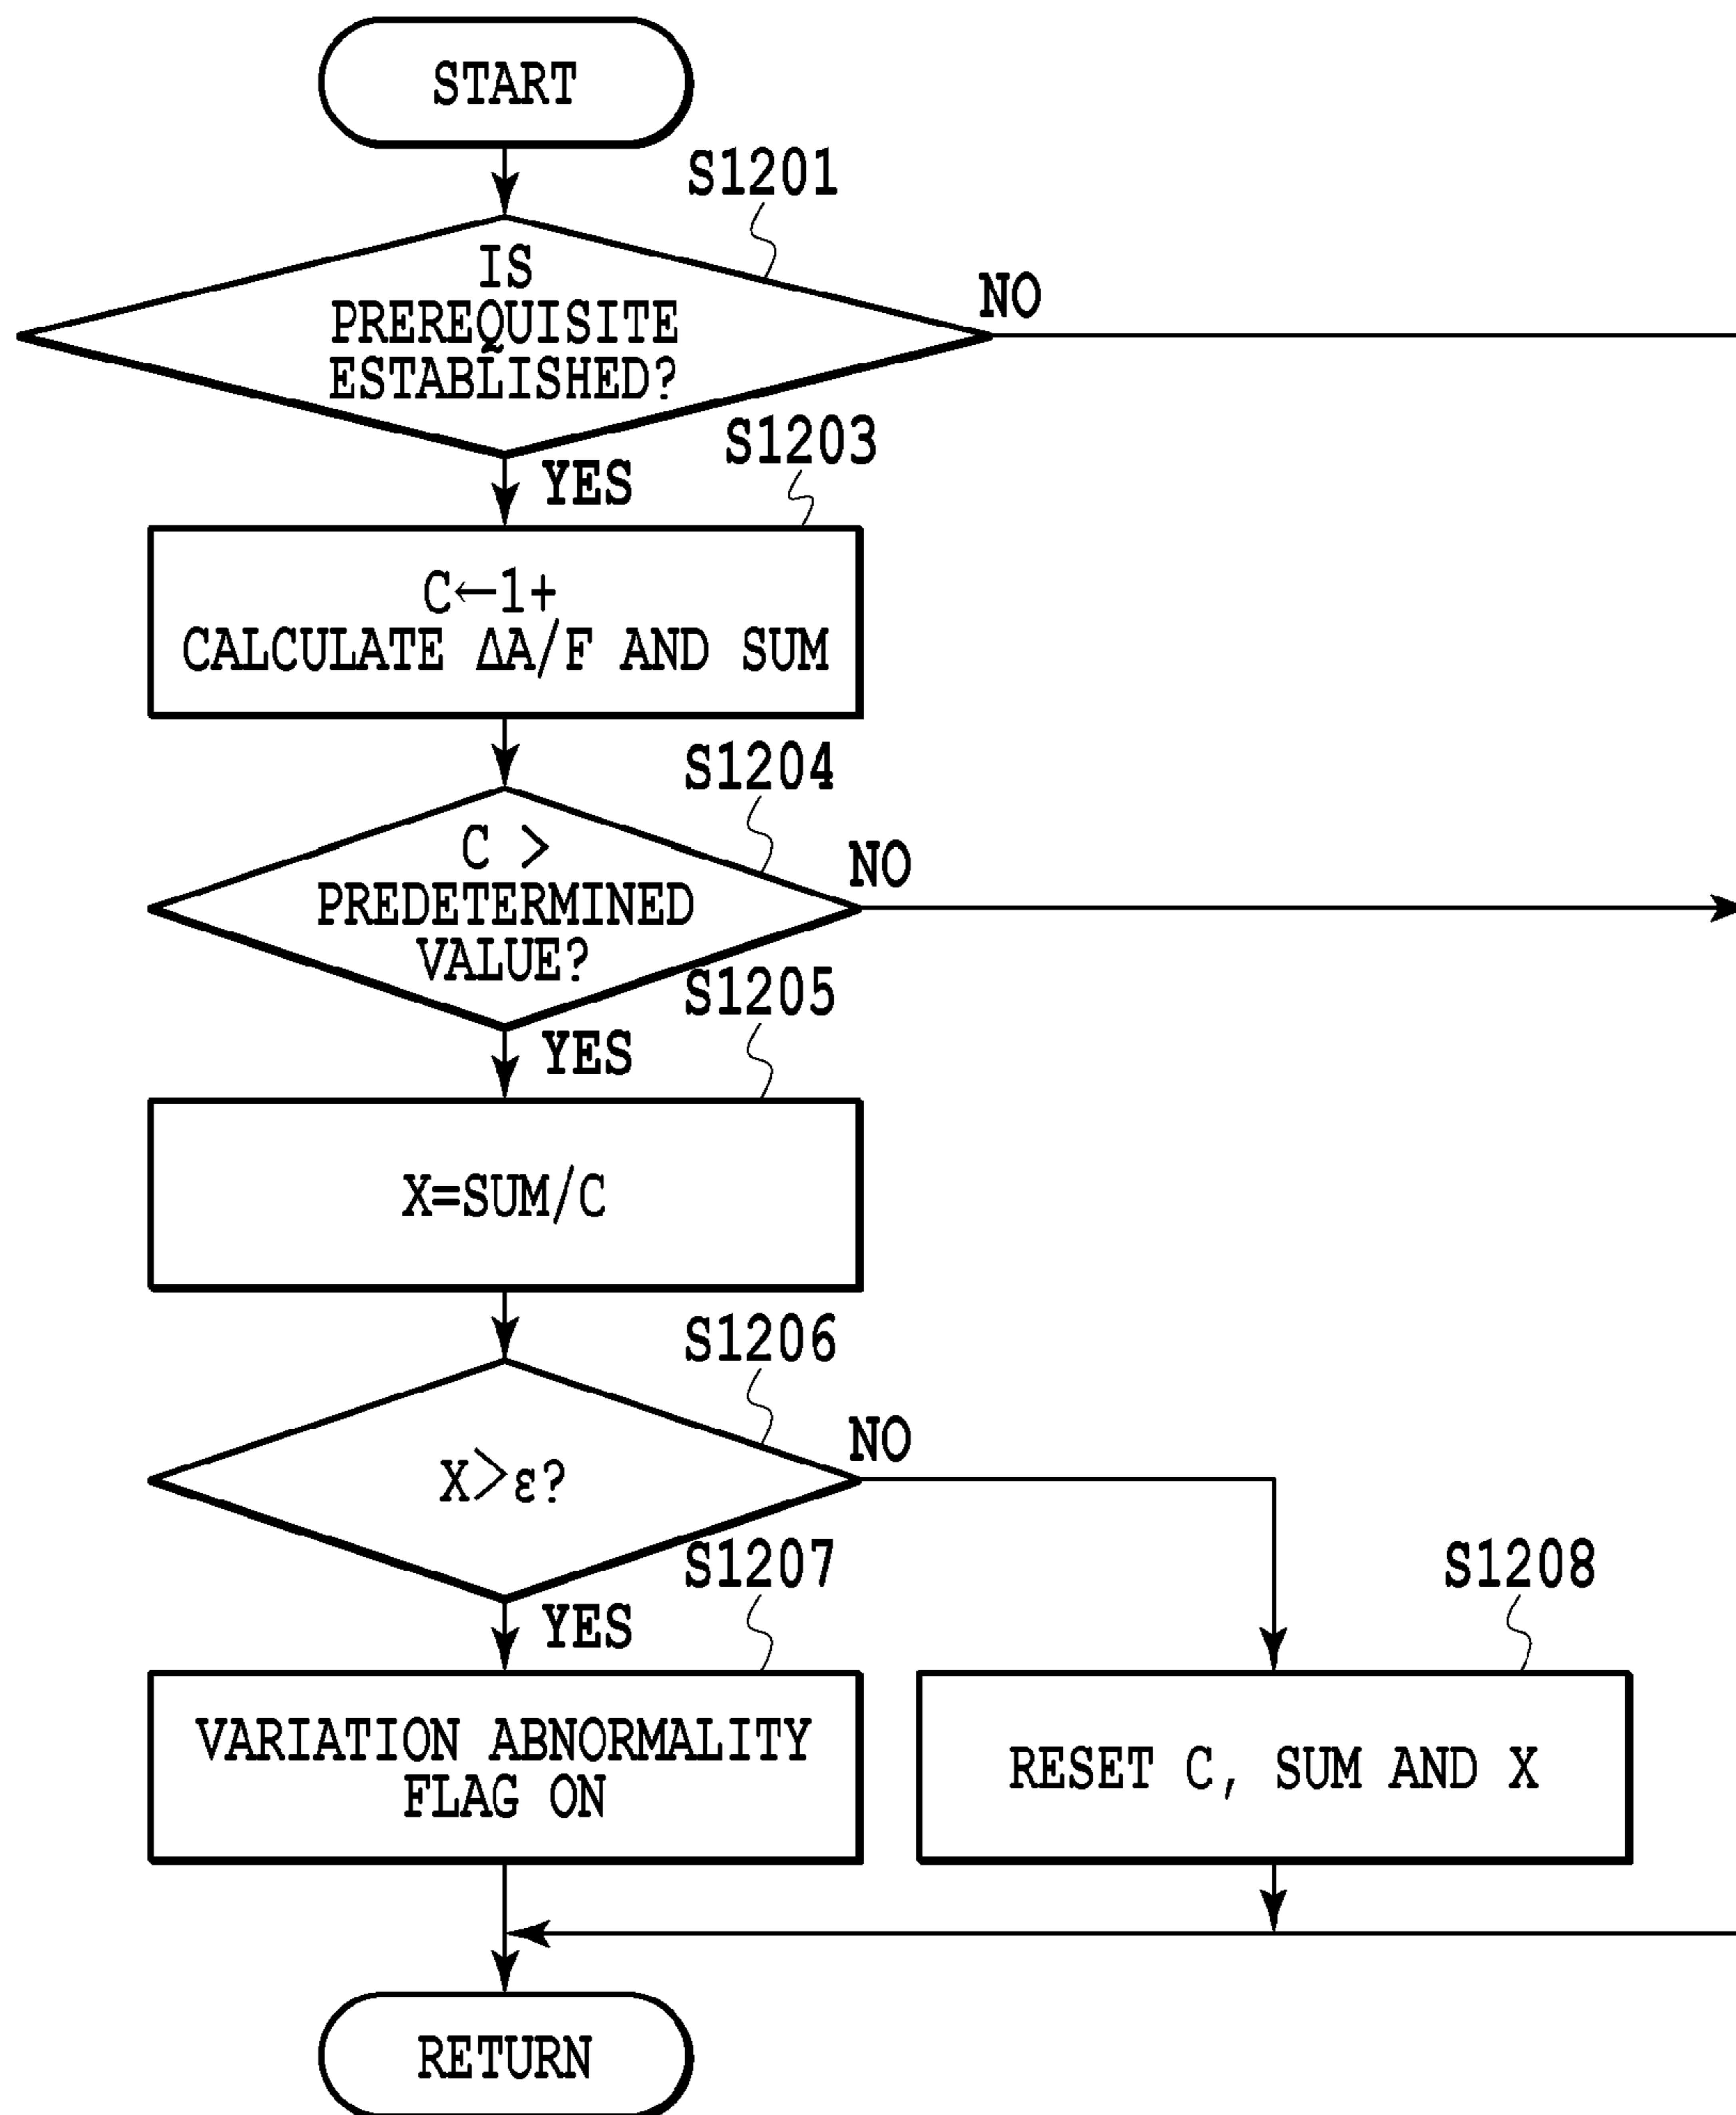 START
S1201
IS
PREREQUISITE
ESTABLISHED?
NO
YES
S1203
C←1+
CALCULATE ΔA/F AND SUM
S1204
C >
PREDETERMINED
VALUE?
NO
YES
S1205
X=SUM/C
S1206
X>ε?
NO
YES
S1207
VARIATION ABNORMALITY
FLAG ON
S1208
RESET C, SUM AND X
RETURN